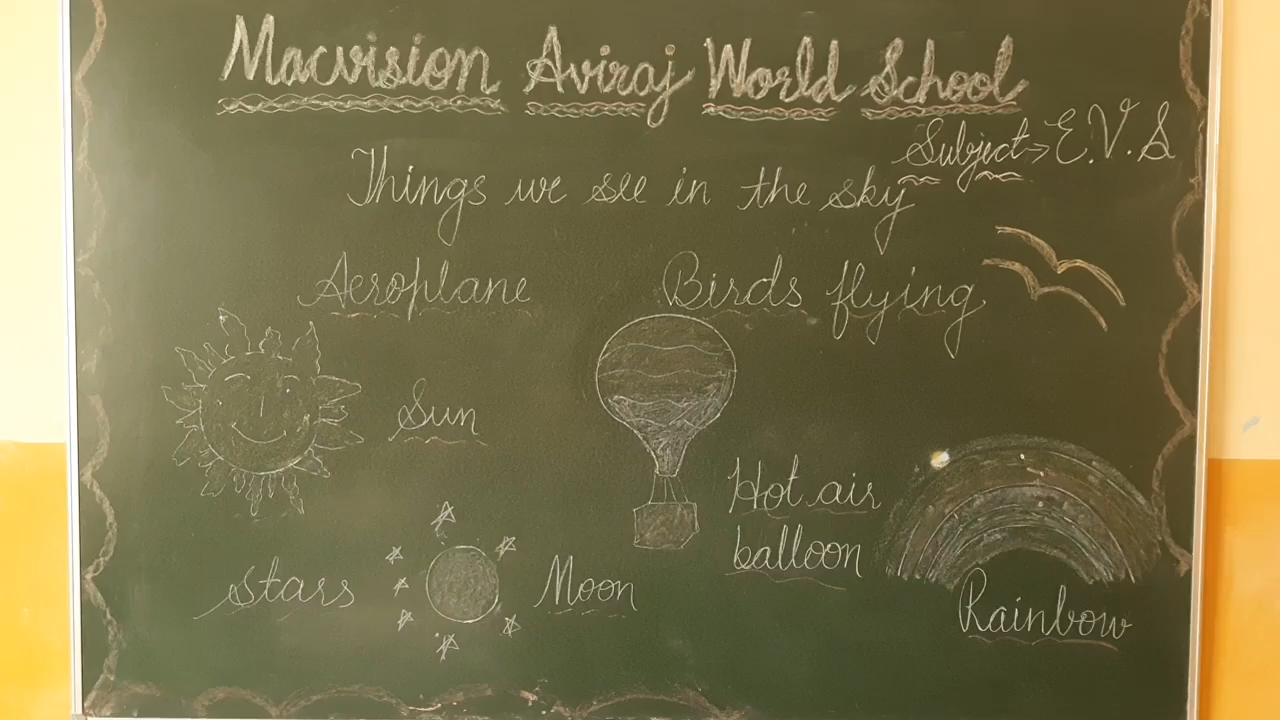 Macvision Aviraj World School
Subject → E.V.S
Things we see in the sky
Aeroplane
Birds flying
Sun
Hot air
balloon
Stars
Moon
Rainbow